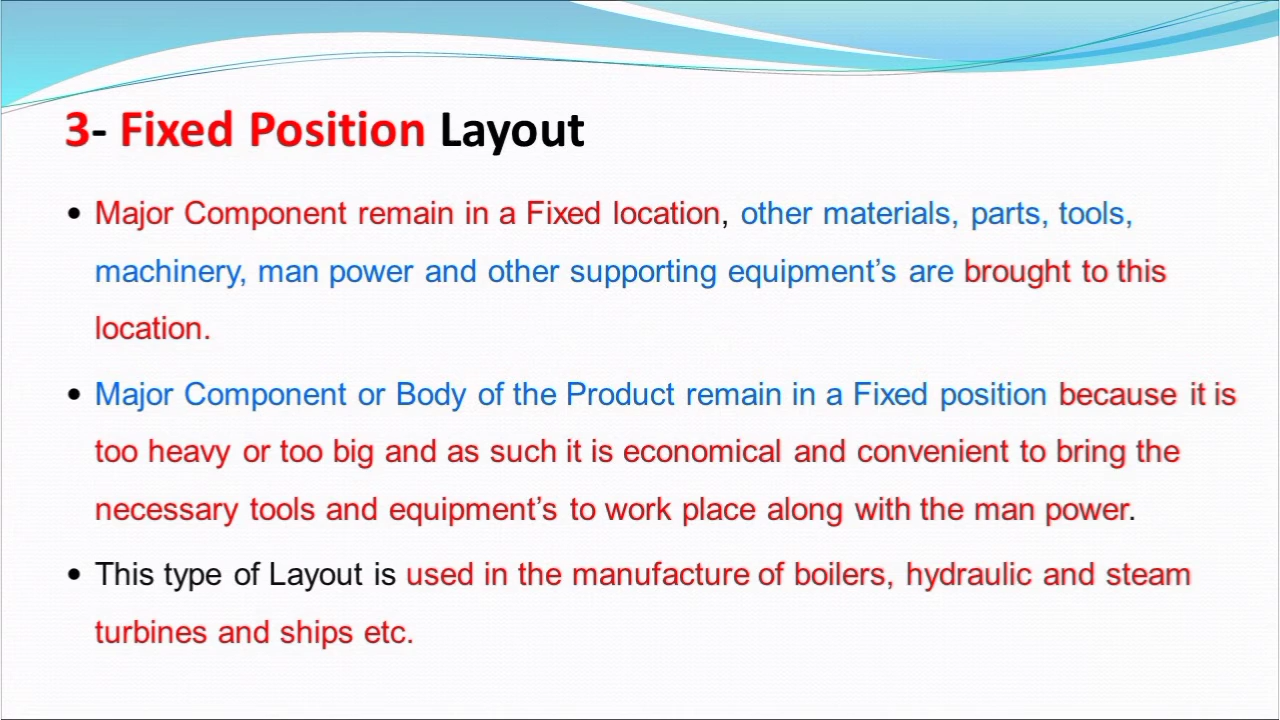 3- Fixed Position Layout
• Major Component remain in a Fixed location, other materials, parts, tools,
machinery, man power and other supporting equipment’s are brought to this
location.
• Major Component or Body of the Product remain in a Fixed position because it is
too heavy or too big and as such it is economical and convenient to bring the
necessary tools and equipment’s to work place along with the man power.
• This type of Layout is used in the manufacture of boilers, hydraulic and steam
turbines and ships etc.